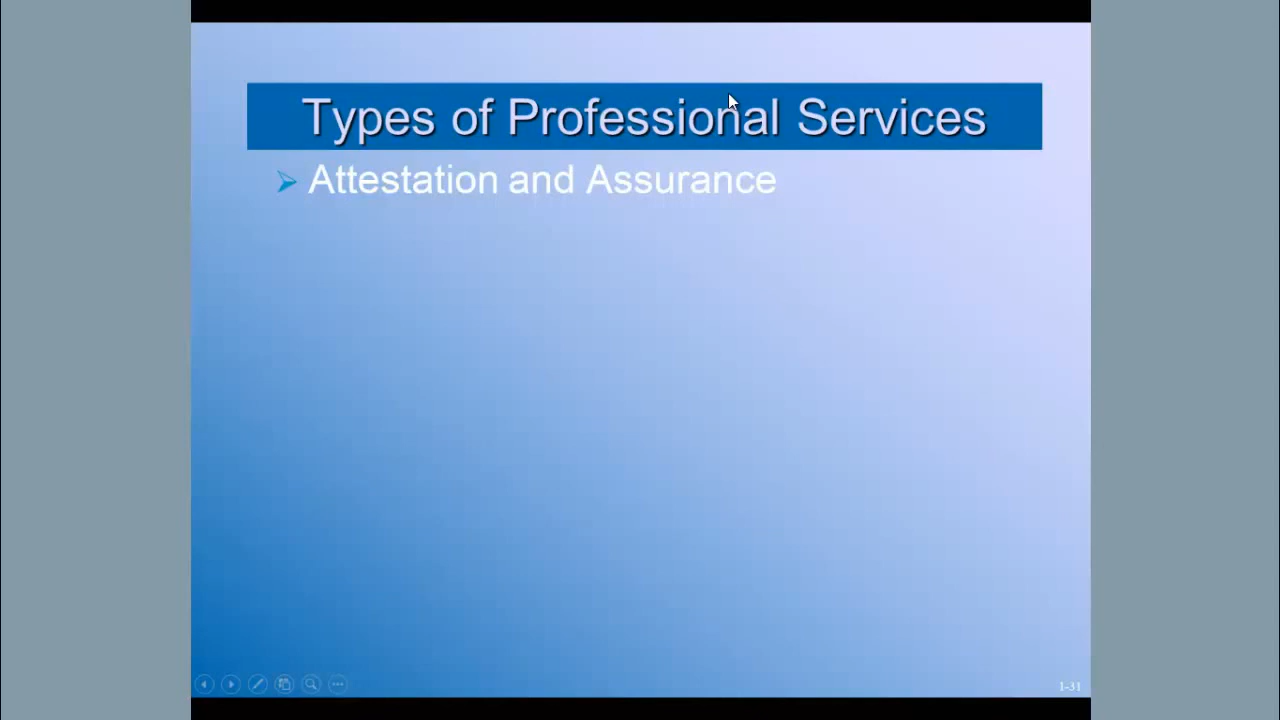 Types of Professional Services
Attestation and Assurance
1-31